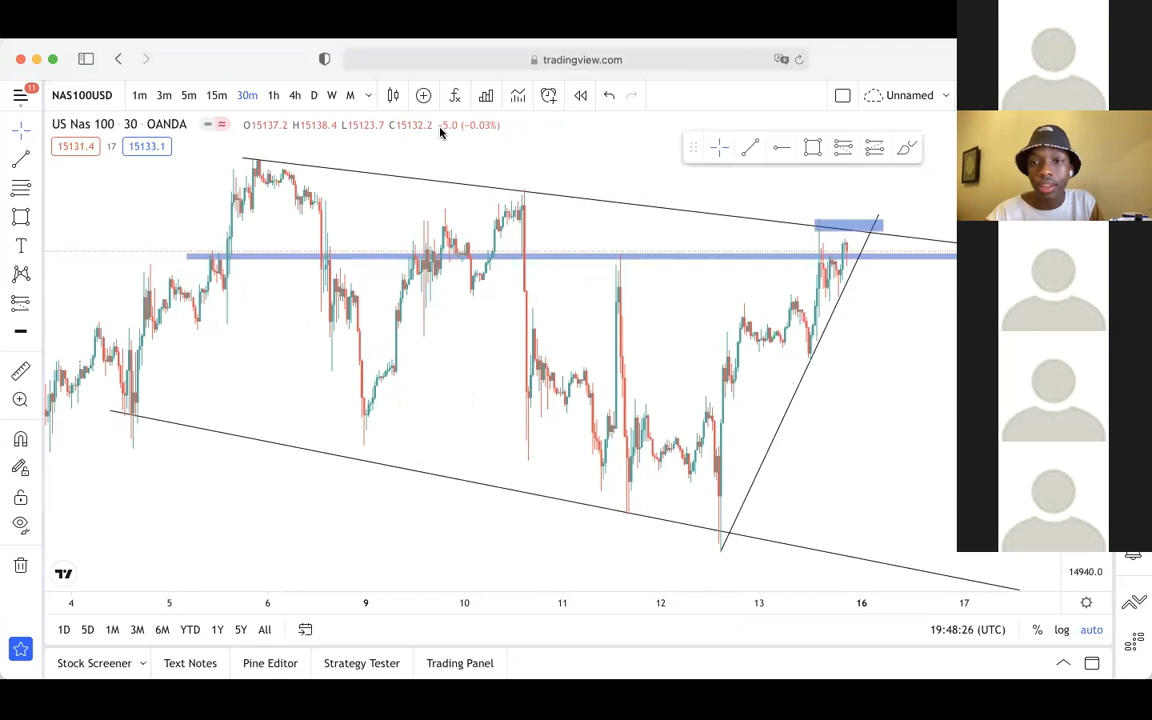 tradingview.com
11
NAS100USD 1m 3m 5m 15m 30m 1h 4h D W M Unnamed
US Nas 100 · 30 · OANDA O15137.2 H15138.4 L15123.7 C15132.2 −5.0 (−0.03%)
15131.4 17 15133.1
14940.0
4 5 6 9 10 11 12 13 16 17
1D 5D 1M 3M 6M YTD 1Y 5Y All 19:48:26 (UTC) % log auto
Stock Screener Text Notes Pine Editor Strategy Tester Trading Panel